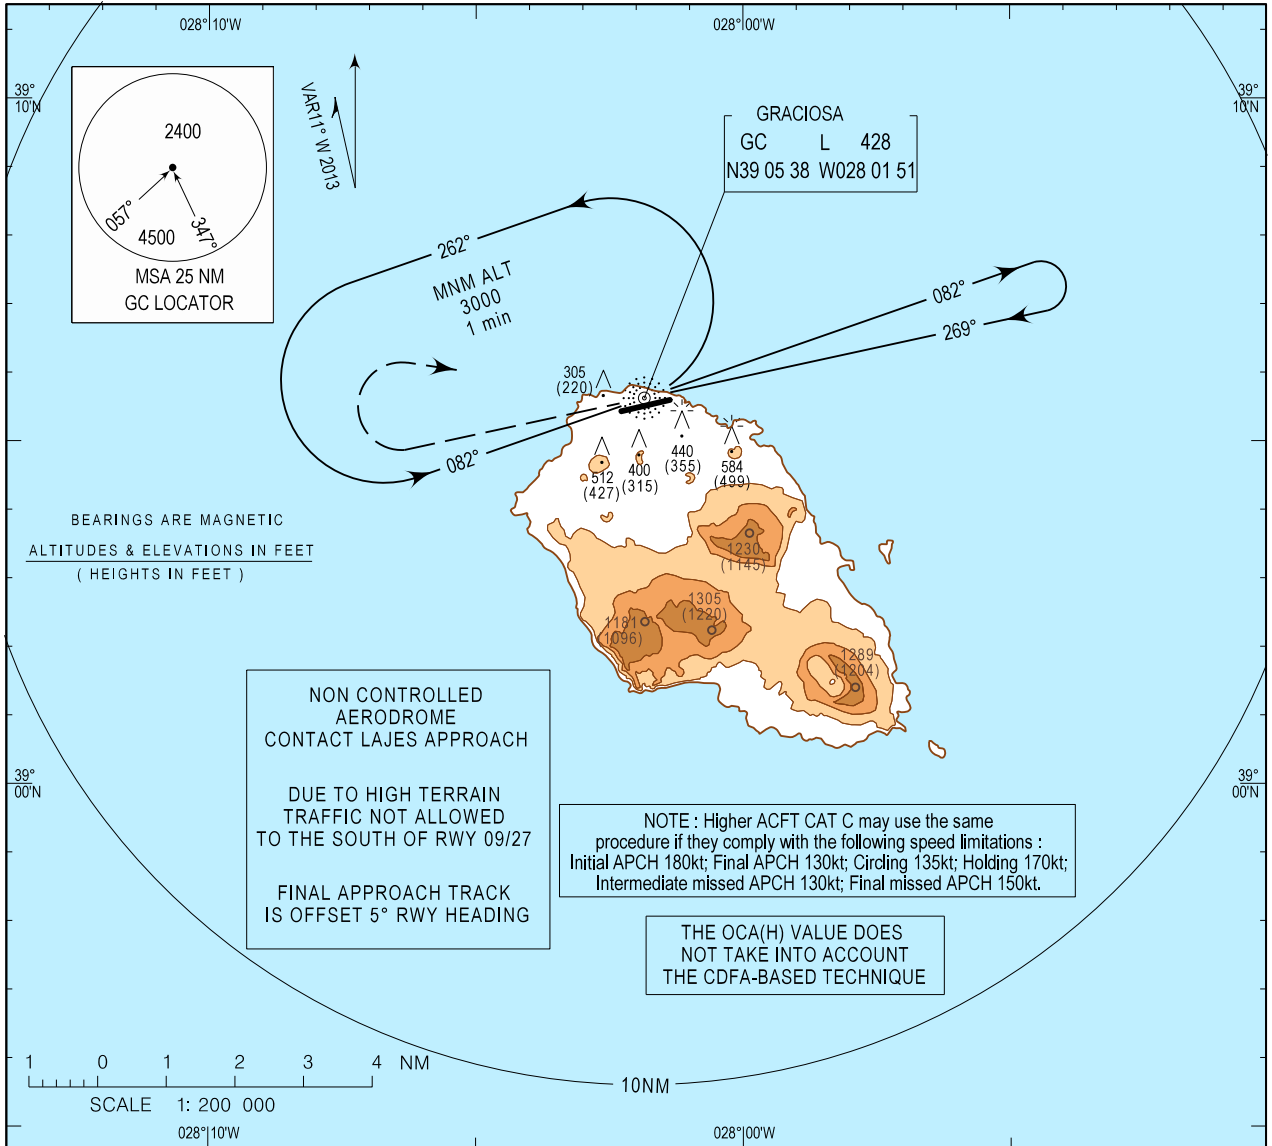 028°10'W
028°00'W
39°
10'N
39°
10'N
2400
057°
347°
4500
MSA 25 NM
GC LOCATOR
VAR11° W 2013
GRACIOSA
GC L 428
N39 05 38 W028 01 51
262°
MNM ALT
3000
1 min
082°
269°
305
(220)
082°
512
(427)
400
(315)
440
(355)
584
(499)
BEARINGS ARE MAGNETIC
ALTITUDES & ELEVATIONS IN FEET
( HEIGHTS IN FEET )
1230
(1145)
1305
(1220)
1181
(1096)
1289
(1204)
NON CONTROLLED
AERODROME
CONTACT LAJES APPROACH
DUE TO HIGH TERRAIN
TRAFFIC NOT ALLOWED
TO THE SOUTH OF RWY 09/27
FINAL APPROACH TRACK
IS OFFSET 5° RWY HEADING
39°
00'N
39°
00'N
NOTE : Higher ACFT CAT C may use the same
procedure if they comply with the following speed limitations :
Initial APCH 180kt; Final APCH 130kt; Circling 135kt; Holding 170kt;
Intermediate missed APCH 130kt; Final missed APCH 150kt.
THE OCA(H) VALUE DOES
NOT TAKE INTO ACCOUNT
THE CDFA-BASED TECHNIQUE
1 0 1 2 3 4 NM
SCALE 1: 200 000
10NM
028°10'W
028°00'W